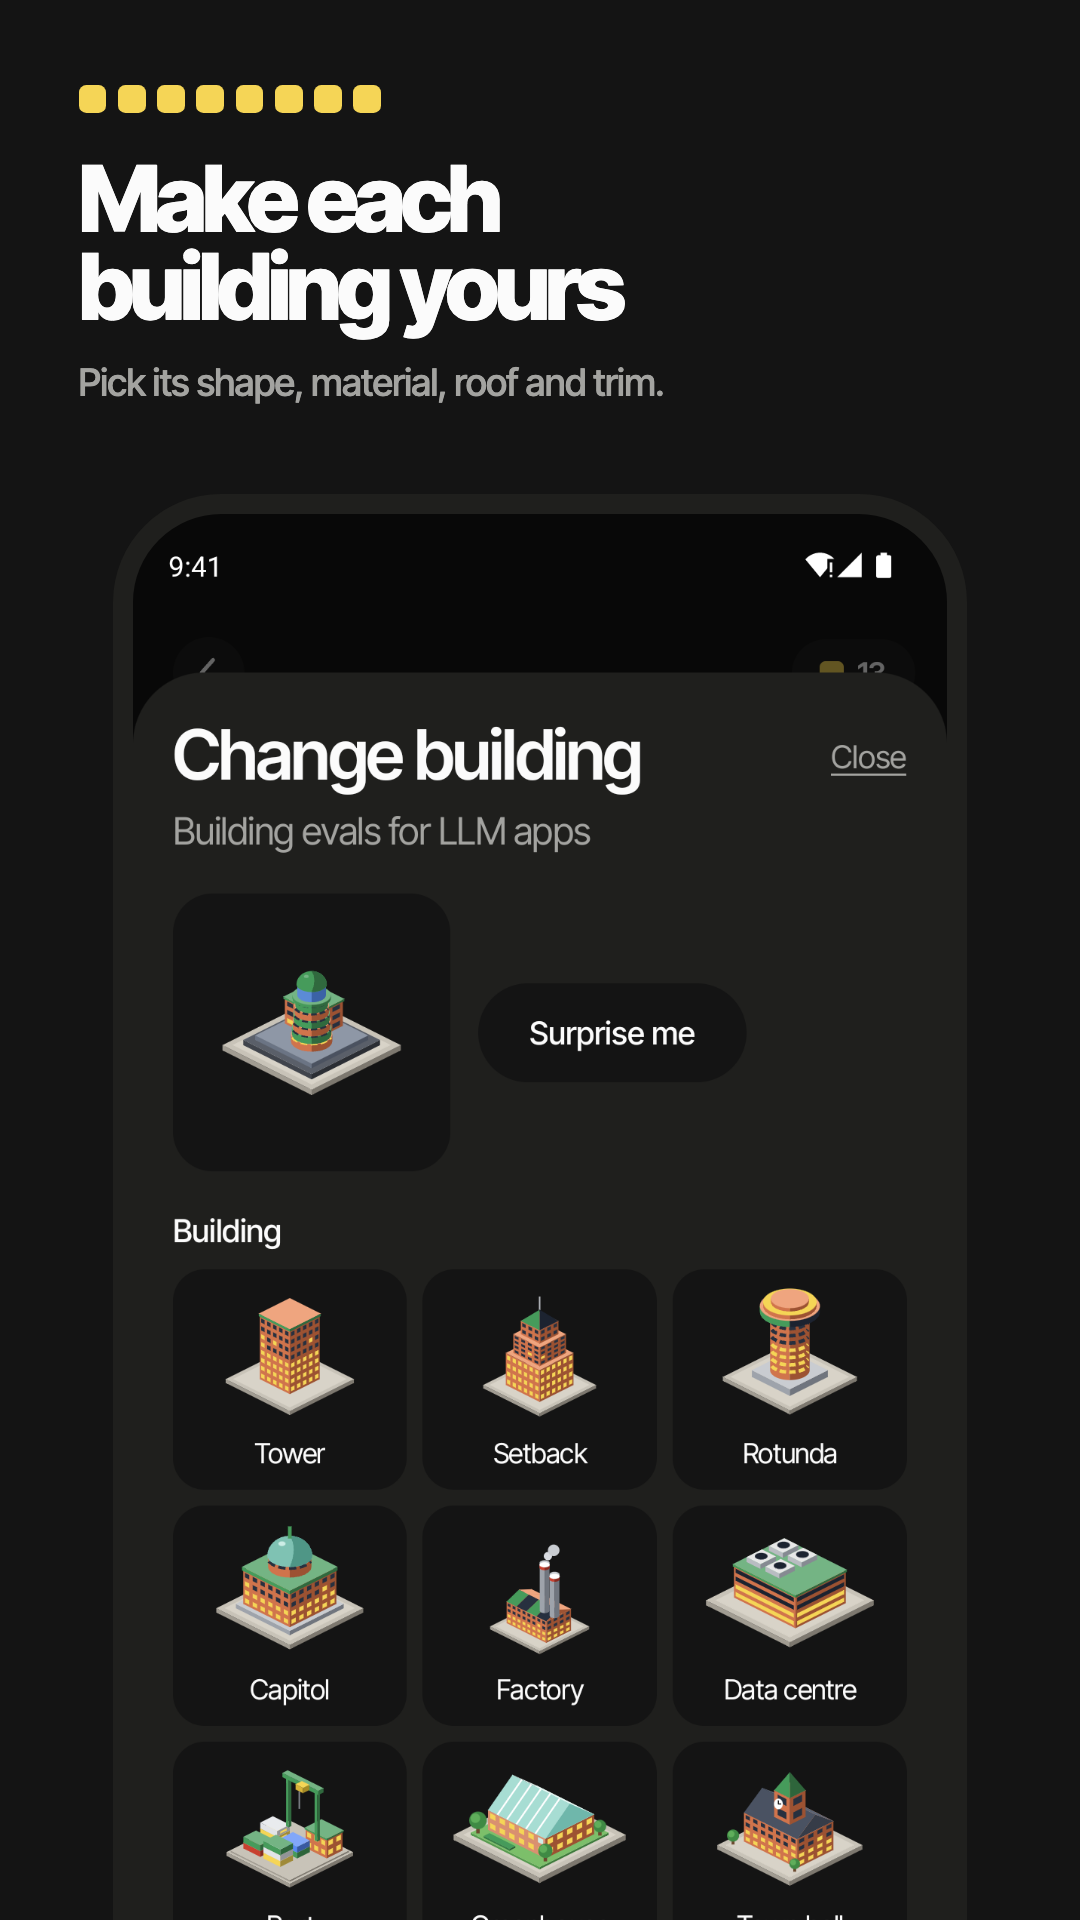 Make each
building yours
Pick its shape, material, roof and trim.
9:41
13
Change building
Close
Building evals for LLM apps
Surprise me
Building
Tower
Setback
Rotunda
Capitol
Factory
Data centre